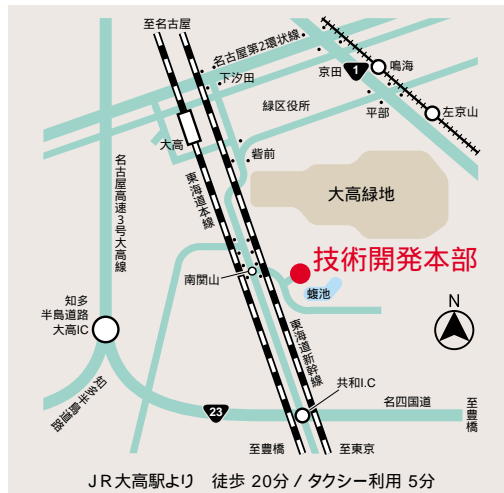 至名古屋
名古屋第2環状線
下汐田
京田
1
鳴海
左京山
平部
緑区役所
大高
砦前
大高緑地
名古屋高速3号大高線
東海道本線
技術開発本部
南関山
蝮池
知多
半島道路
大高IC
N
東海道新幹線
共和I.C
知多半島道路
23
名四国道
至豊橋
至豊橋
至東京
JR大高駅より 徒歩 20分 / タクシー利用 5分